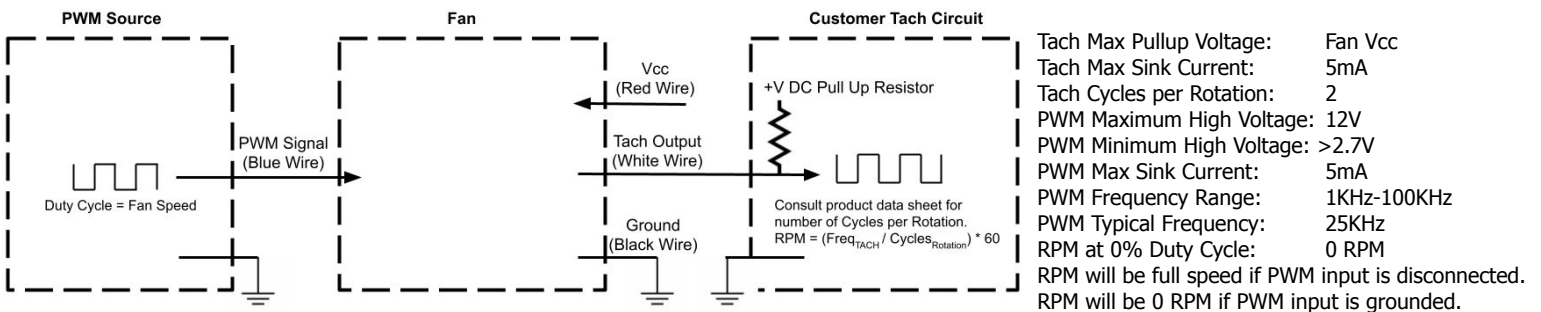 PWM Source
Fan
Customer Tach Circuit
PWM Signal
(Blue Wire)
Duty Cycle = Fan Speed
Vcc
(Red Wire)
Tach Output
(White Wire)
Ground
(Black Wire)
+V DC Pull Up Resistor
Consult product data sheet for
number of Cycles per Rotation.
RPM = (Freq_TACH / Cycles_Rotation) * 60
Tach Max Pullup Voltage: Fan Vcc
Tach Max Sink Current: 5mA
Tach Cycles per Rotation: 2
PWM Maximum High Voltage: 12V
PWM Minimum High Voltage: >2.7V
PWM Max Sink Current: 5mA
PWM Frequency Range: 1KHz-100KHz
PWM Typical Frequency: 25KHz
RPM at 0% Duty Cycle: 0 RPM
RPM will be full speed if PWM input is disconnected.
RPM will be 0 RPM if PWM input is grounded.